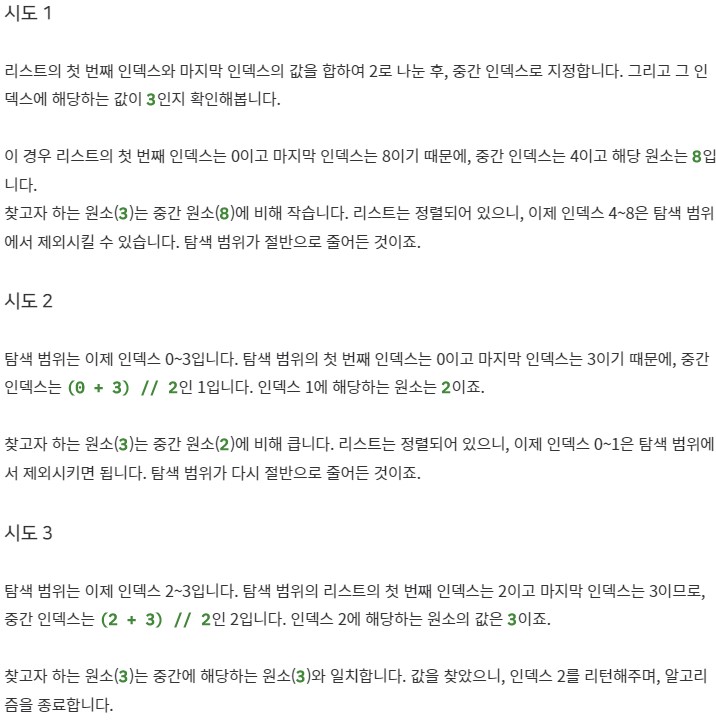 시도 1
리스트의 첫 번째 인덱스와 마지막 인덱스의 값을 합하여 2로 나눈 후, 중간 인덱스로 지정합니다. 그리고 그 인
덱스에 해당하는 값이 3인지 확인해봅니다.
이 경우 리스트의 첫 번째 인덱스는 0이고 마지막 인덱스는 8이기 때문에, 중간 인덱스는 4이고 해당 원소는 8입
니다.
찾고자 하는 원소(3)는 중간 원소(8)에 비해 작습니다. 리스트는 정렬되어 있으니, 이제 인덱스 4~8은 탐색 범위
에서 제외시킬 수 있습니다. 탐색 범위가 절반으로 줄어든 것이죠.
시도 2
탐색 범위는 이제 인덱스 0~3입니다. 탐색 범위의 첫 번째 인덱스는 0이고 마지막 인덱스는 3이기 때문에, 중간
인덱스는 (0 + 3) // 2인 1입니다. 인덱스 1에 해당하는 원소는 2이죠.
찾고자 하는 원소(3)는 중간 원소(2)에 비해 큽니다. 리스트는 정렬되어 있으니, 이제 인덱스 0~1은 탐색 범위에
서 제외시키면 됩니다. 탐색 범위가 다시 절반으로 줄어든 것이죠.
시도 3
탐색 범위는 이제 인덱스 2~3입니다. 탐색 범위의 리스트의 첫 번째 인덱스는 2이고 마지막 인덱스는 3이므로,
중간 인덱스는 (2 + 3) // 2인 2입니다. 인덱스 2에 해당하는 원소의 값은 3이죠.
찾고자 하는 원소(3)는 중간에 해당하는 원소(3)와 일치합니다. 값을 찾았으니, 인덱스 2를 리턴해주며, 알고리
즘을 종료합니다.